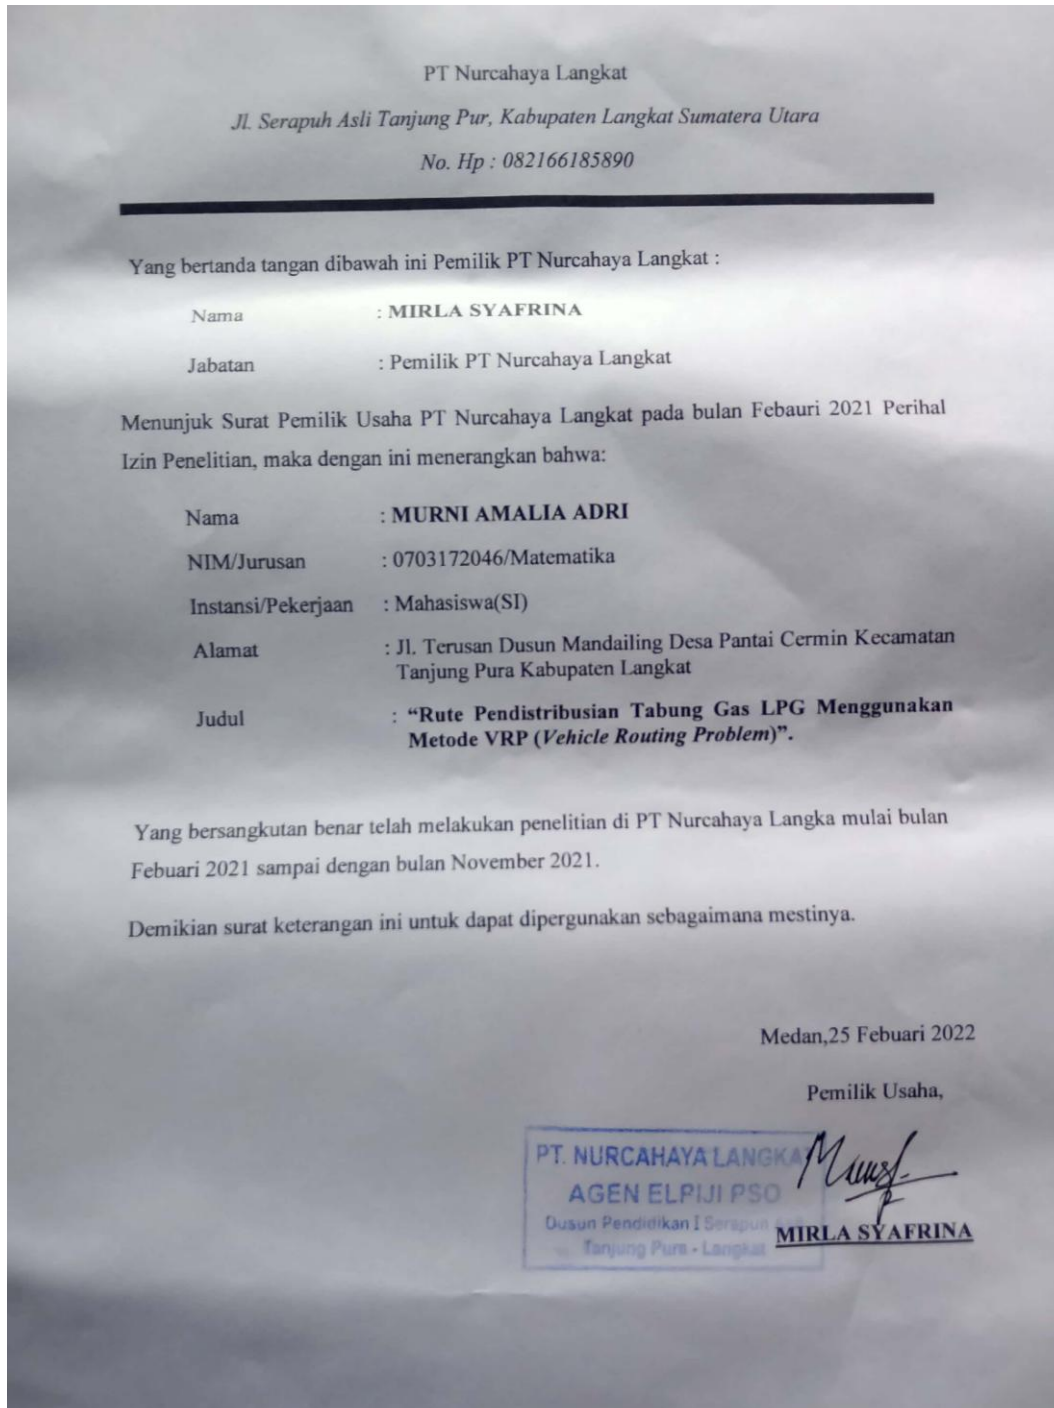 PT Nurcahaya Langkat
Jl. Serapuh Asli Tanjung Pur, Kabupaten Langkat Sumatera Utara
No. Hp : 082166185890
Yang bertanda tangan dibawah ini Pemilik PT Nurcahaya Langkat :
Nama : MIRLA SYAFRINA
Jabatan : Pemilik PT Nurcahaya Langkat
Menunjuk Surat Pemilik Usaha PT Nurcahaya Langkat pada bulan Febauri 2021 Perihal
Izin Penelitian, maka dengan ini menerangkan bahwa:
Nama : MURNI AMALIA ADRI
NIM/Jurusan : 0703172046/Matematika
Instansi/Pekerjaan : Mahasiswa(SI)
Alamat : Jl. Terusan Dusun Mandailing Desa Pantai Cermin Kecamatan
Tanjung Pura Kabupaten Langkat
Judul : “Rute Pendistribusian Tabung Gas LPG Menggunakan
Metode VRP (Vehicle Routing Problem)”.
Yang bersangkutan benar telah melakukan penelitian di PT Nurcahaya Langka mulai bulan
Febuari 2021 sampai dengan bulan November 2021.
Demikian surat keterangan ini untuk dapat dipergunakan sebagaimana mestinya.
Medan,25 Febuari 2022
Pemilik Usaha,
PT. NURCAHAYA LANGKAT
AGEN ELPIJI PSO
Dusun Pendidikan I Serapuh
Tanjung Pura - Langkat
MIRLA SYAFRINA